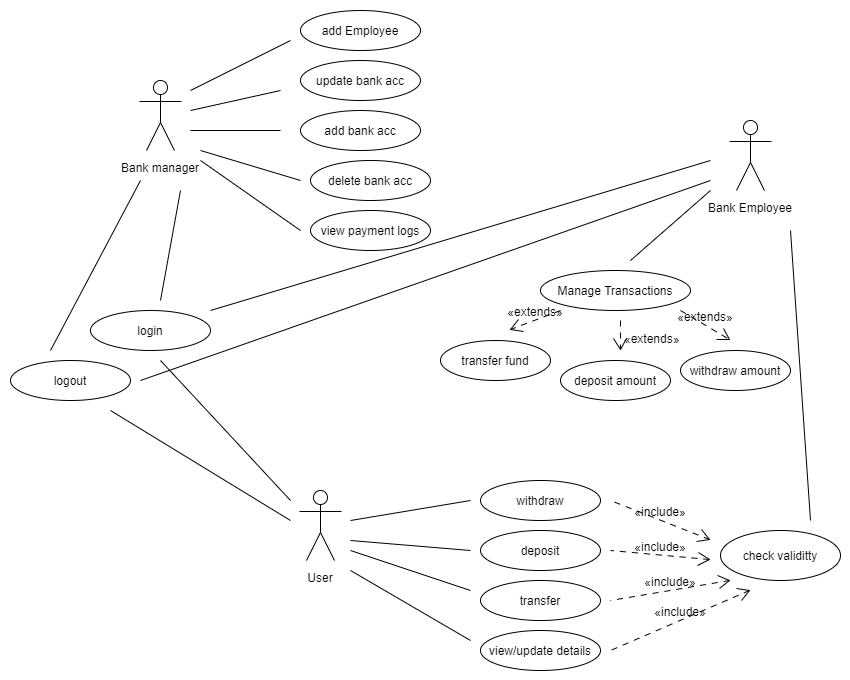 add Employee
update bank acc
add bank acc
Bank manager
delete bank acc
Bank Employee
view payment logs
Manage Transactions
«extends»
«extends»
login
«extends»
transfer fund
withdraw amount
logout
deposit amount
withdraw
«include»
deposit
«include»
check validitty
User
«include»
transfer
«include»
view/update details